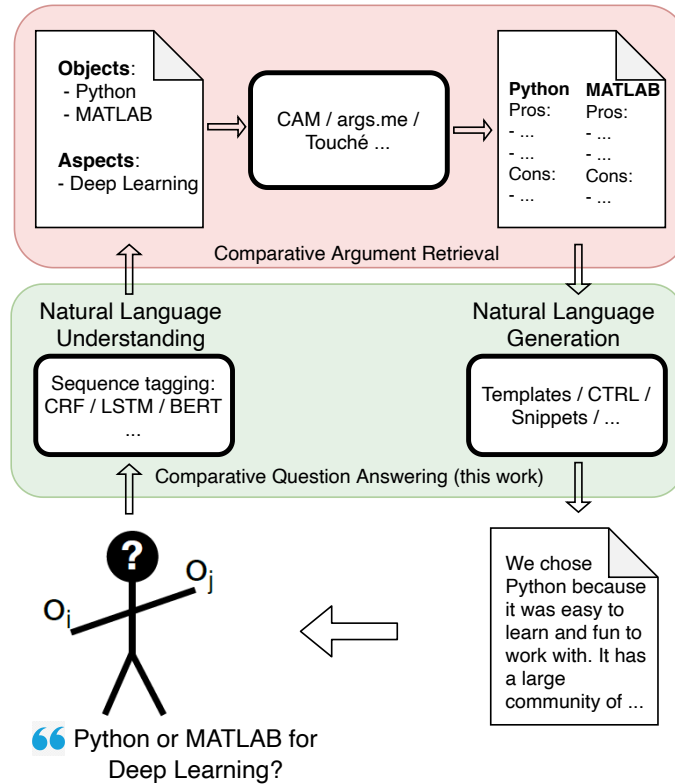 Objects:
- Python
- MATLAB
Aspects:
- Deep Learning
CAM / args.me /
Touché ...
Python MATLAB
Pros: Pros:
- ... - ...
- ... - ...
Cons: Cons:
- ... - ...
Comparative Argument Retrieval
Natural Language
Understanding
Sequence tagging:
CRF / LSTM / BERT
...
Natural Language
Generation
Templates / CTRL /
Snippets / ...
Comparative Question Answering (this work)
?
Oi
Oj
We chose
Python because
it was easy to
learn and fun to
work with. It has
a large
community of ...
“ Python or MATLAB for
Deep Learning?